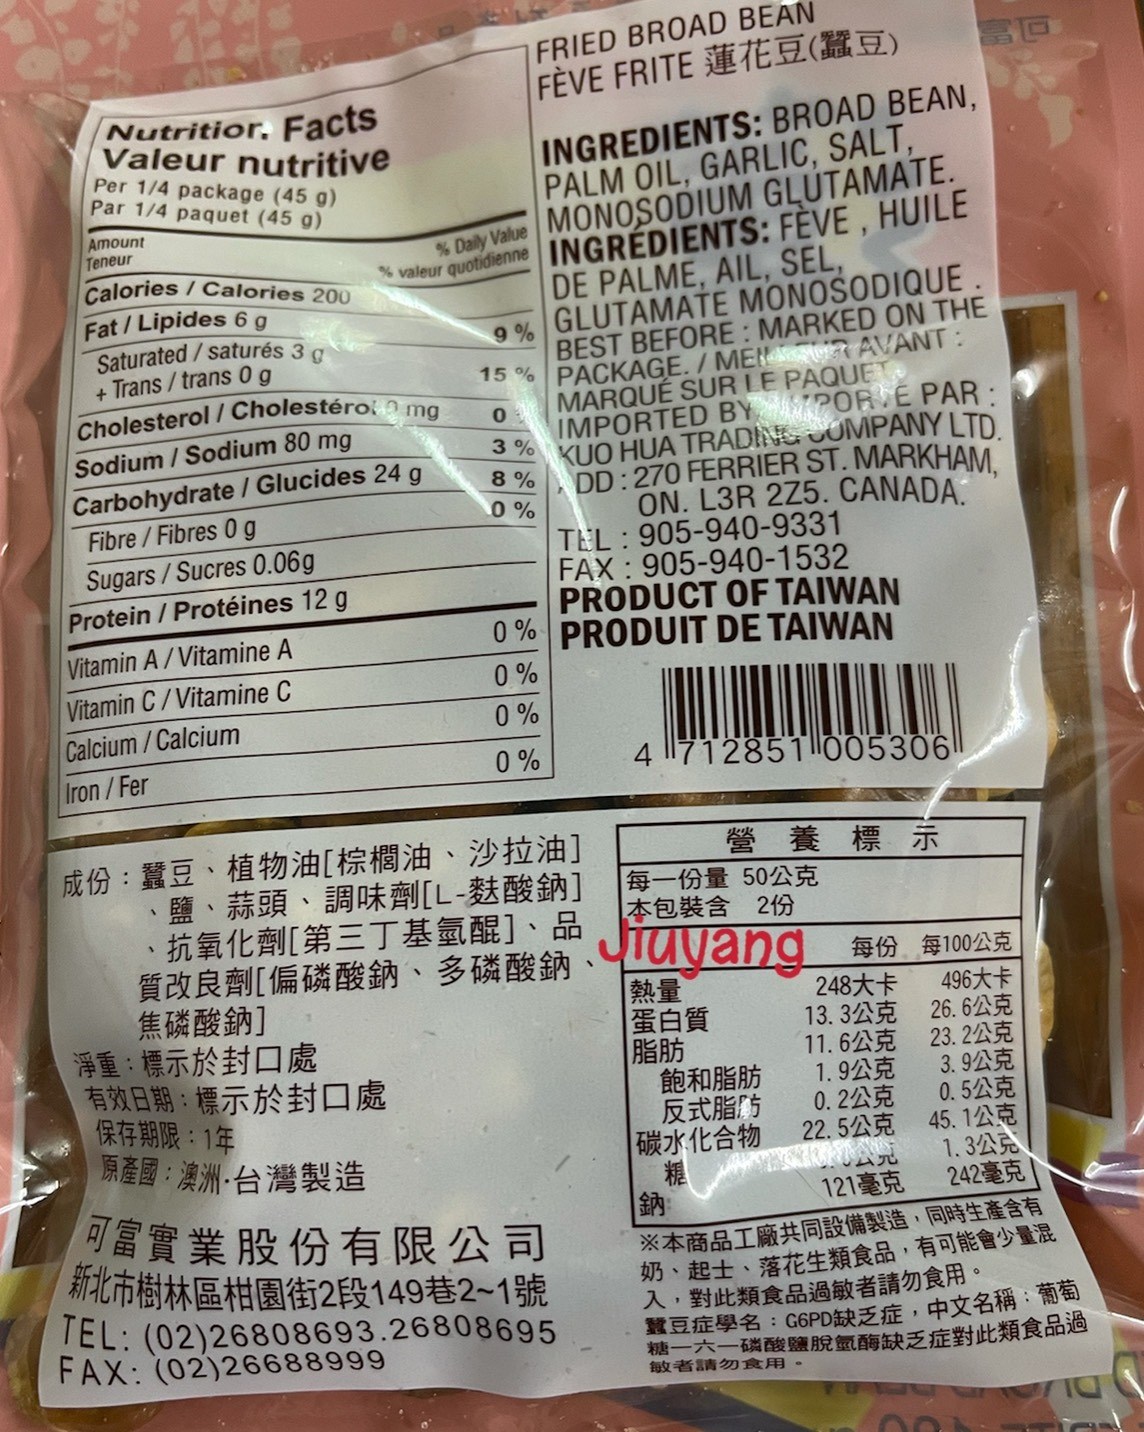 FRIED BROAD BEAN
FÈVE FRITE 蓮花豆(蠶豆)
INGREDIENTS: BROAD BEAN,
PALM OIL, GARLIC, SALT,
MONOSODIUM GLUTAMATE.
INGRÉDIENTS: FÈVE , HUILE
DE PALME, AIL, SEL,
GLUTAMATE MONOSODIQUE .
BEST BEFORE : MARKED ON THE
PACKAGE. / AVANT :
MARQUÉ SUR LE PAQUET
IMPORTED BY PAR :
KUO HUA TRADING COMPANY LTD.
ADD : 270 FERRIER ST. MARKHAM,
ON. L3R 2Z5. CANADA.
TEL : 905-940-9331
FAX : 905-940-1532
PRODUCT OF TAIWAN
PRODUIT DE TAIWAN
4 712851 005306
Nutrition Facts
Valeur nutritive
Per 1/4 package (45 g)
Par 1/4 paquet (45 g)
Amount
Teneur
% Daily Value
% valeur quotidienne
Calories / Calories 200
Fat / Lipides 6 g 9 %
Saturated / saturés 3 g
+ Trans / trans 0 g 15 %
Cholesterol / Cholestérol 0 mg 0
Sodium / Sodium 80 mg 3 %
Carbohydrate / Glucides 24 g 8 %
Fibre / Fibres 0 g 0 %
Sugars / Sucres 0.06g
Protein / Protéines 12 g
Vitamin A / Vitamine A 0 %
Vitamin C / Vitamine C 0 %
Calcium / Calcium 0 %
Iron / Fer 0 %
成份：蠶豆、植物油[棕櫚油、沙拉油]
、鹽、蒜頭、調味劑[L-麩酸鈉]
、抗氧化劑[第三丁基氫醌]、品
質改良劑[偏磷酸鈉、多磷酸鈉、
焦磷酸鈉]
淨重：標示於封口處
有效日期：標示於封口處
保存期限：1年
原產國：澳洲·台灣製造
可富實業股份有限公司
新北市樹林區柑園街2段149巷2~1號
TEL: (02)26808693.26808695
FAX: (02)26688999
營養標示
每一份量 50公克
本包裝含 2份
Jiuyang
每份 每100公克
熱量 248大卡 496大卡
蛋白質 13.3公克 26.6公克
脂肪 11.6公克 23.2公克
飽和脂肪 1.9公克 3.9公克
反式脂肪 0.2公克 0.5公克
碳水化合物 22.5公克 45.1公克
糖 公克 1.3公克
鈉 121毫克 242毫克
※本商品工廠共同設備製造，同時生產含有
奶、起士、落花生類食品，有可能會少量混
入，對此類食品過敏者請勿食用。
蠶豆症學名：G6PD缺乏症，中文名稱：葡萄
糖一六一磷酸鹽脫氫酶缺乏症對此類食品過
敏者請勿食用。